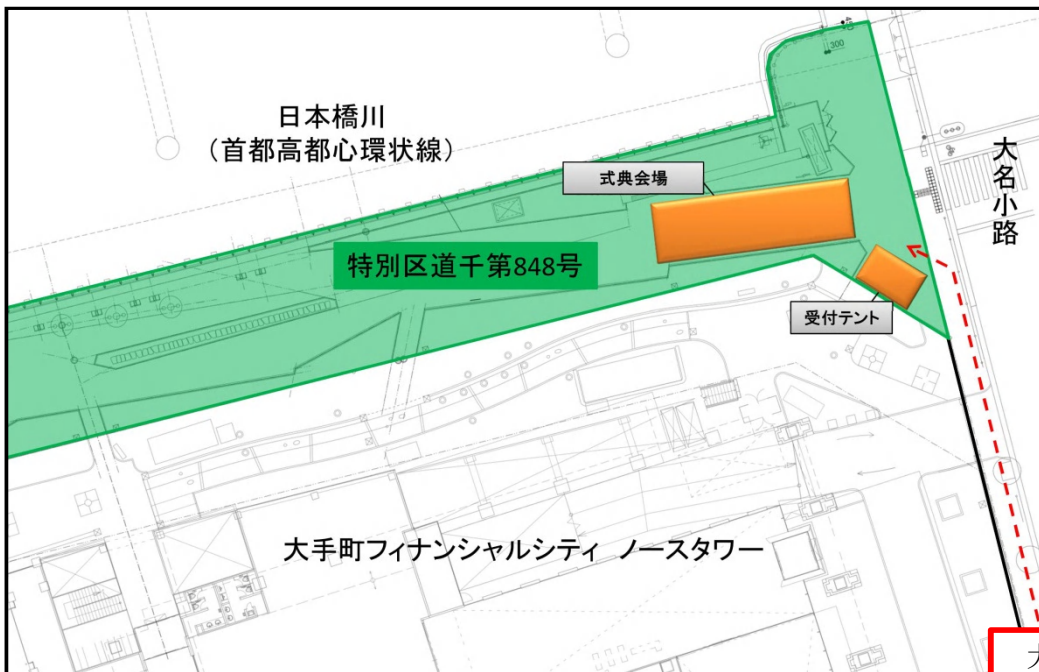 300
日本橋川
（首都高都心環状線）
式典会場
大名小路
特別区道千第848号
受付テント
大手町フィナンシャルシティ ノースタワー